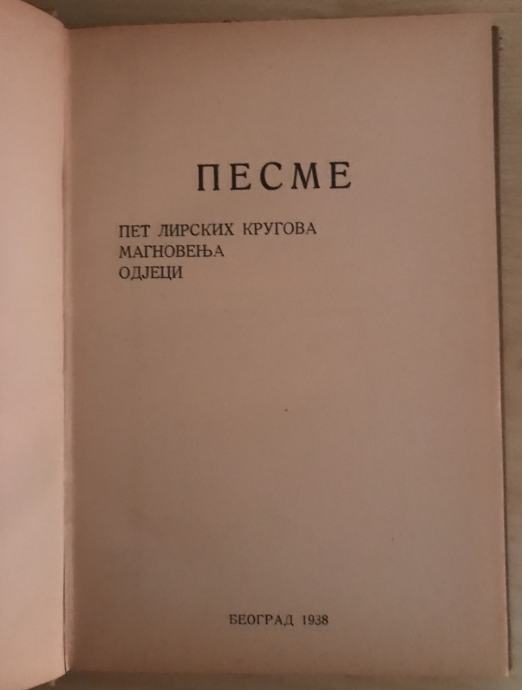 ПЕСМЕ
ПЕТ ЛИРСКИХ КРУГОВА
МАГНОВЕЊА
ОДЈЕЦИ
БЕОГРАД 1938